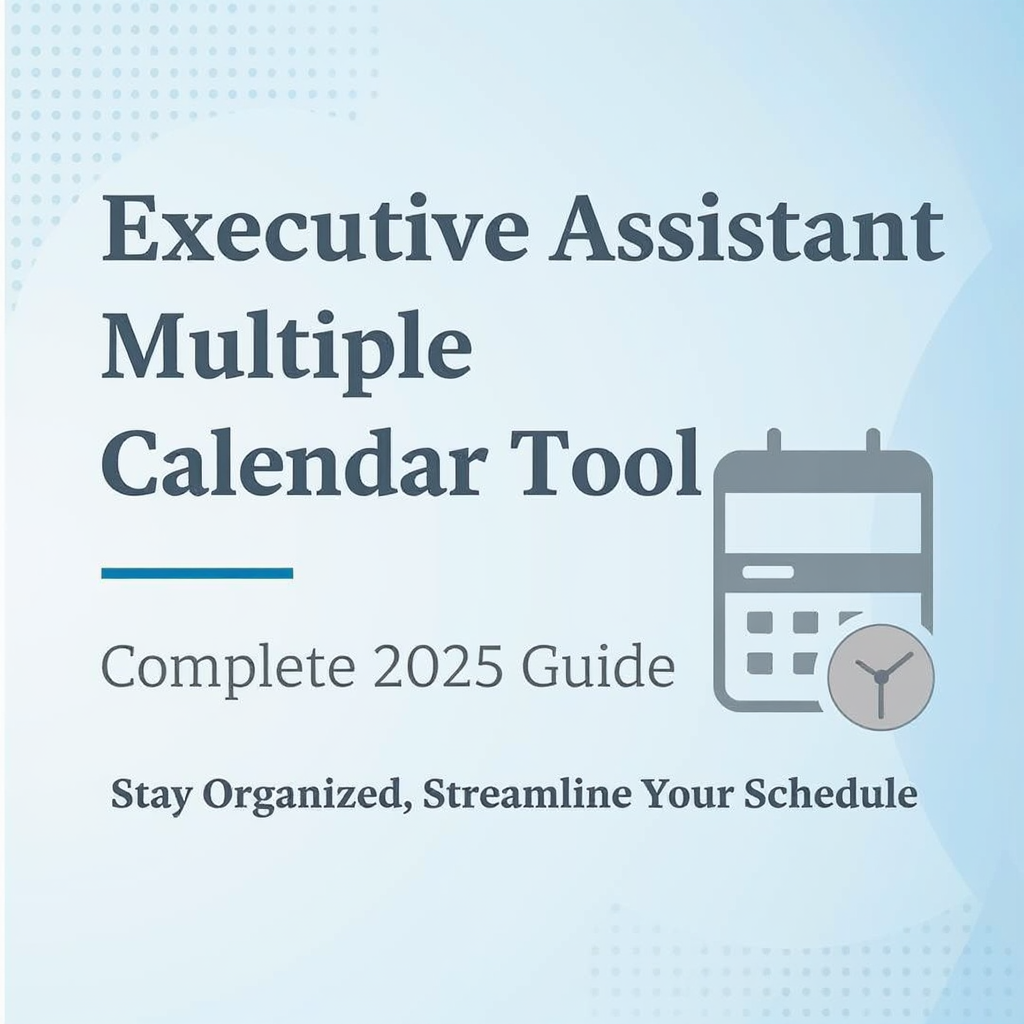 Executive Assistant
Multiple
Calendar Tool
Complete 2025 Guide
Stay Organized, Streamline Your Schedule